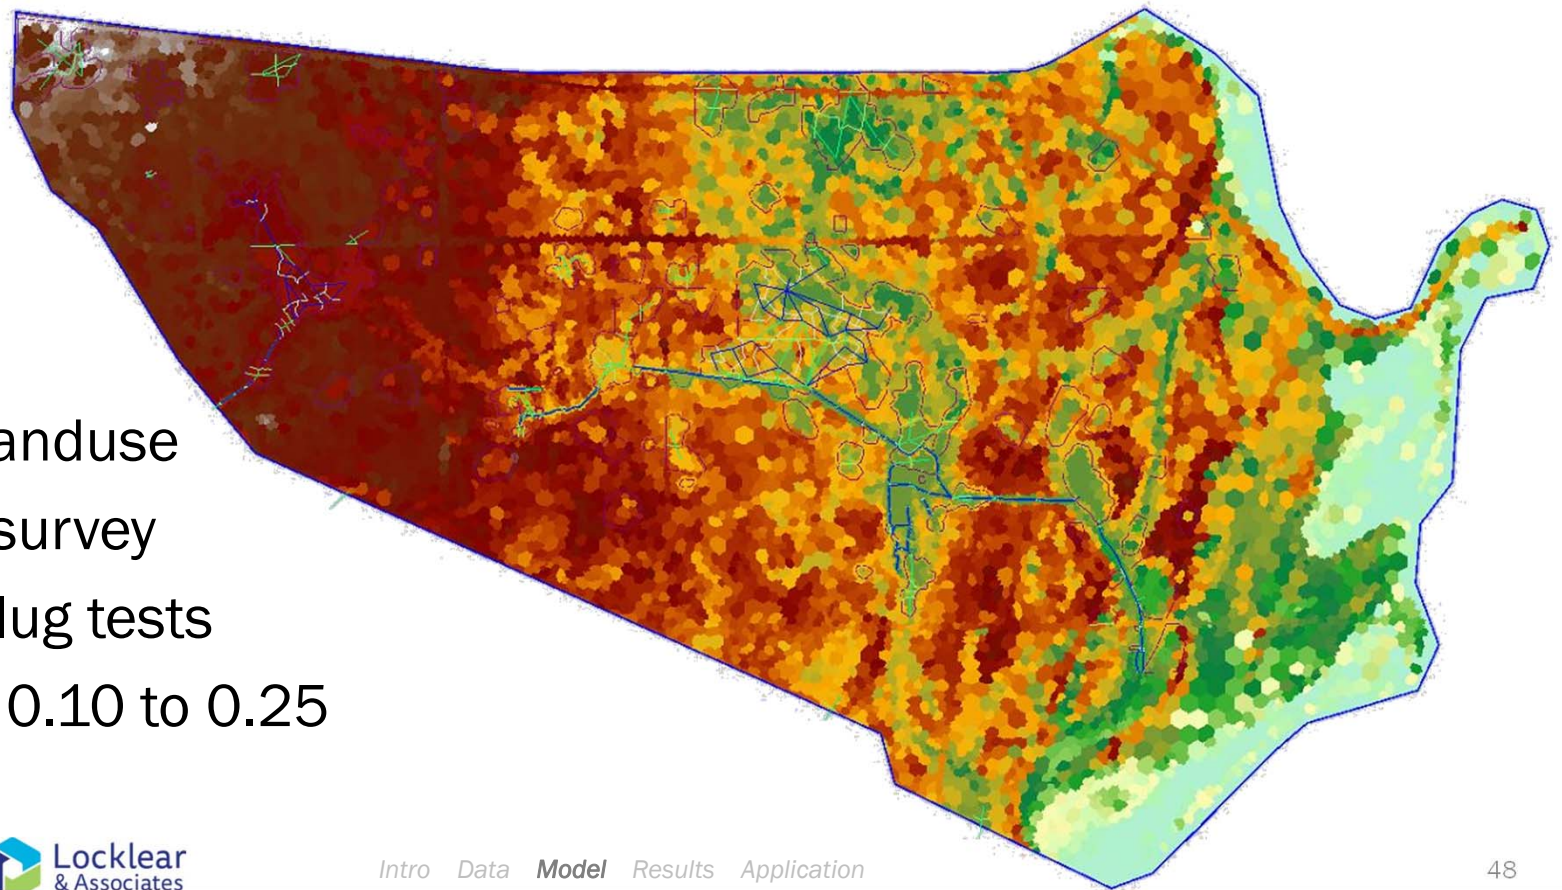 anduse
survey
lug tests
0.10 to 0.25
Locklear
& Associates
Intro Data Model Results Application
48